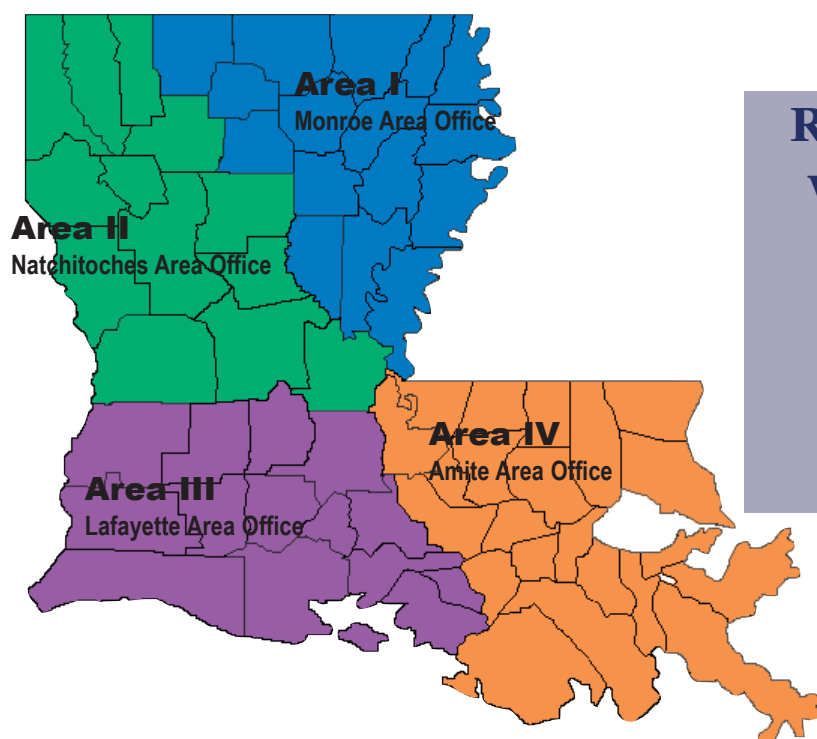 Area I
Monroe Area Office
Area II
Natchitoches Area Office
Area IV
Amite Area Office
Area III
Lafayette Area Office
R